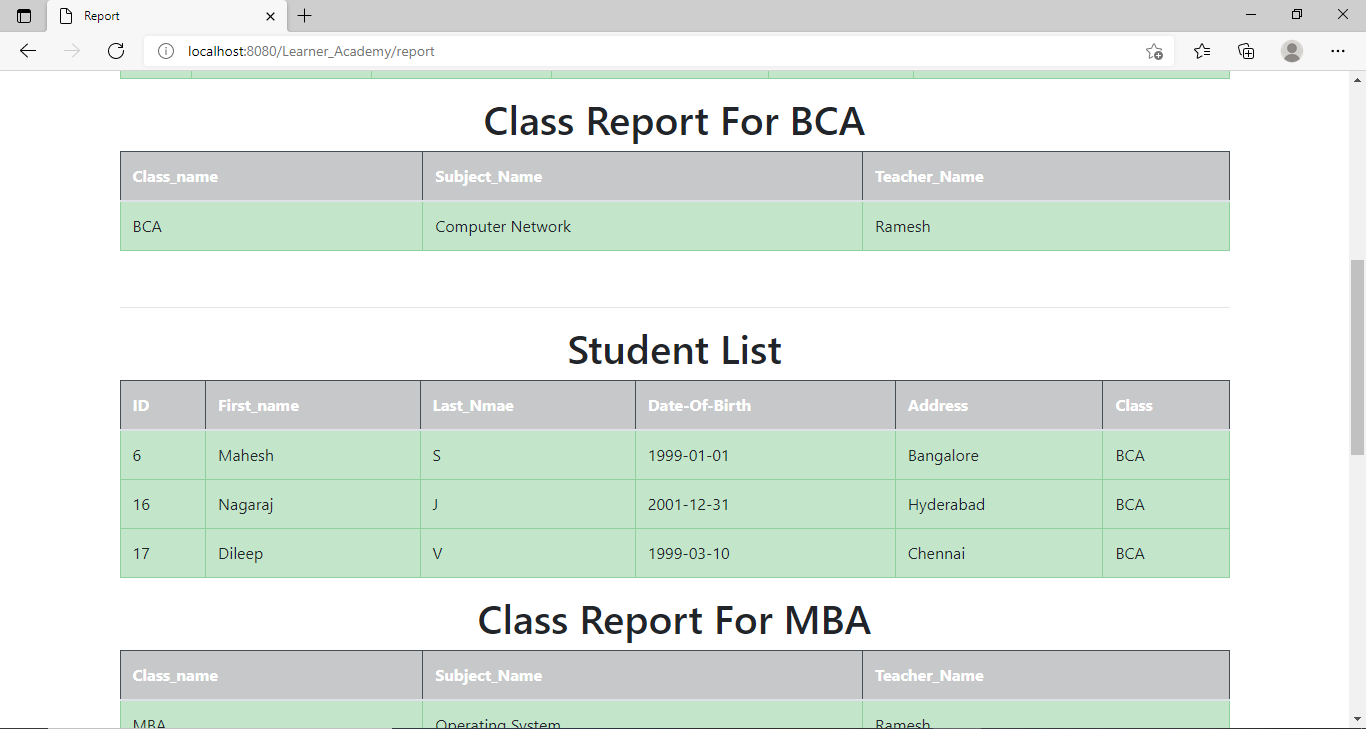 Report
localhost:8080/Learner_Academy/report
Class Report For BCA
Class_name Subject_Name Teacher_Name
BCA Computer Network Ramesh
Student List
ID First_name Last_Nmae Date-Of-Birth Address Class
6 Mahesh S 1999-01-01 Bangalore BCA
16 Nagaraj J 2001-12-31 Hyderabad BCA
17 Dileep V 1999-03-10 Chennai BCA
Class Report For MBA
Class_name Subject_Name Teacher_Name
MBA Operating System Ramesh